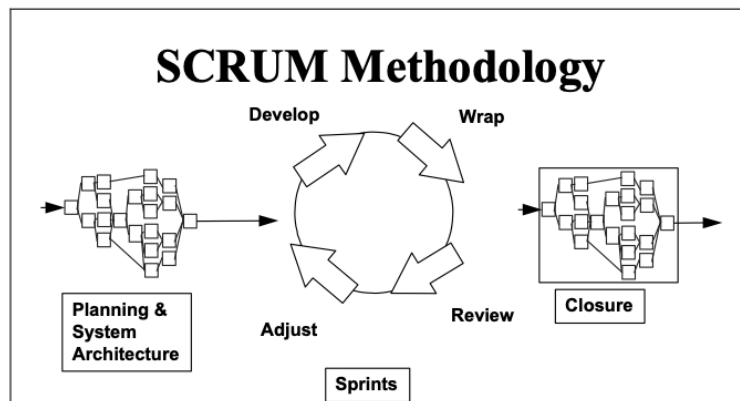 SCRUM Methodology
Develop
Wrap
Planning &
System
Architecture
Adjust
Review
Closure
Sprints